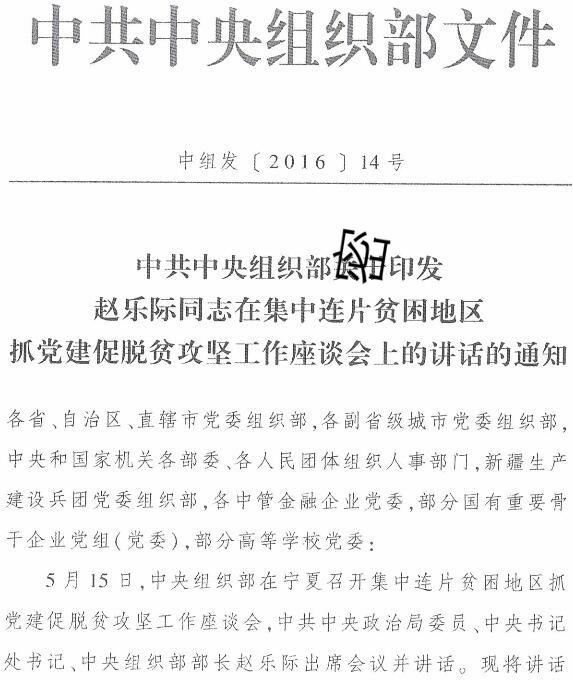 中共中央组织部文件
中组发〔2016〕14号
中共中央组织部关于印发
赵乐际同志在集中连片贫困地区
抓党建促脱贫攻坚工作座谈会上的讲话的通知
各省、自治区、直辖市党委组织部,各副省级城市党委组织部,
中央和国家机关各部委、各人民团体组织人事部门,新疆生产
建设兵团党委组织部,各中管金融企业党委,部分国有重要骨
干企业党组(党委),部分高等学校党委:
5月15日,中央组织部在宁夏召开集中连片贫困地区抓
党建促脱贫攻坚工作座谈会,中共中央政治局委员、中央书记
处书记、中央组织部部长赵乐际出席会议并讲话。现将讲话